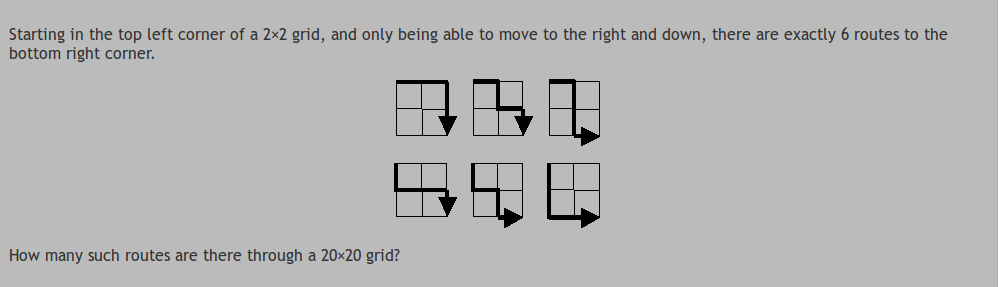 Starting in the top left corner of a 2×2 grid, and only being able to move to the right and down, there are exactly 6 routes to the
bottom right corner.
How many such routes are there through a 20×20 grid?